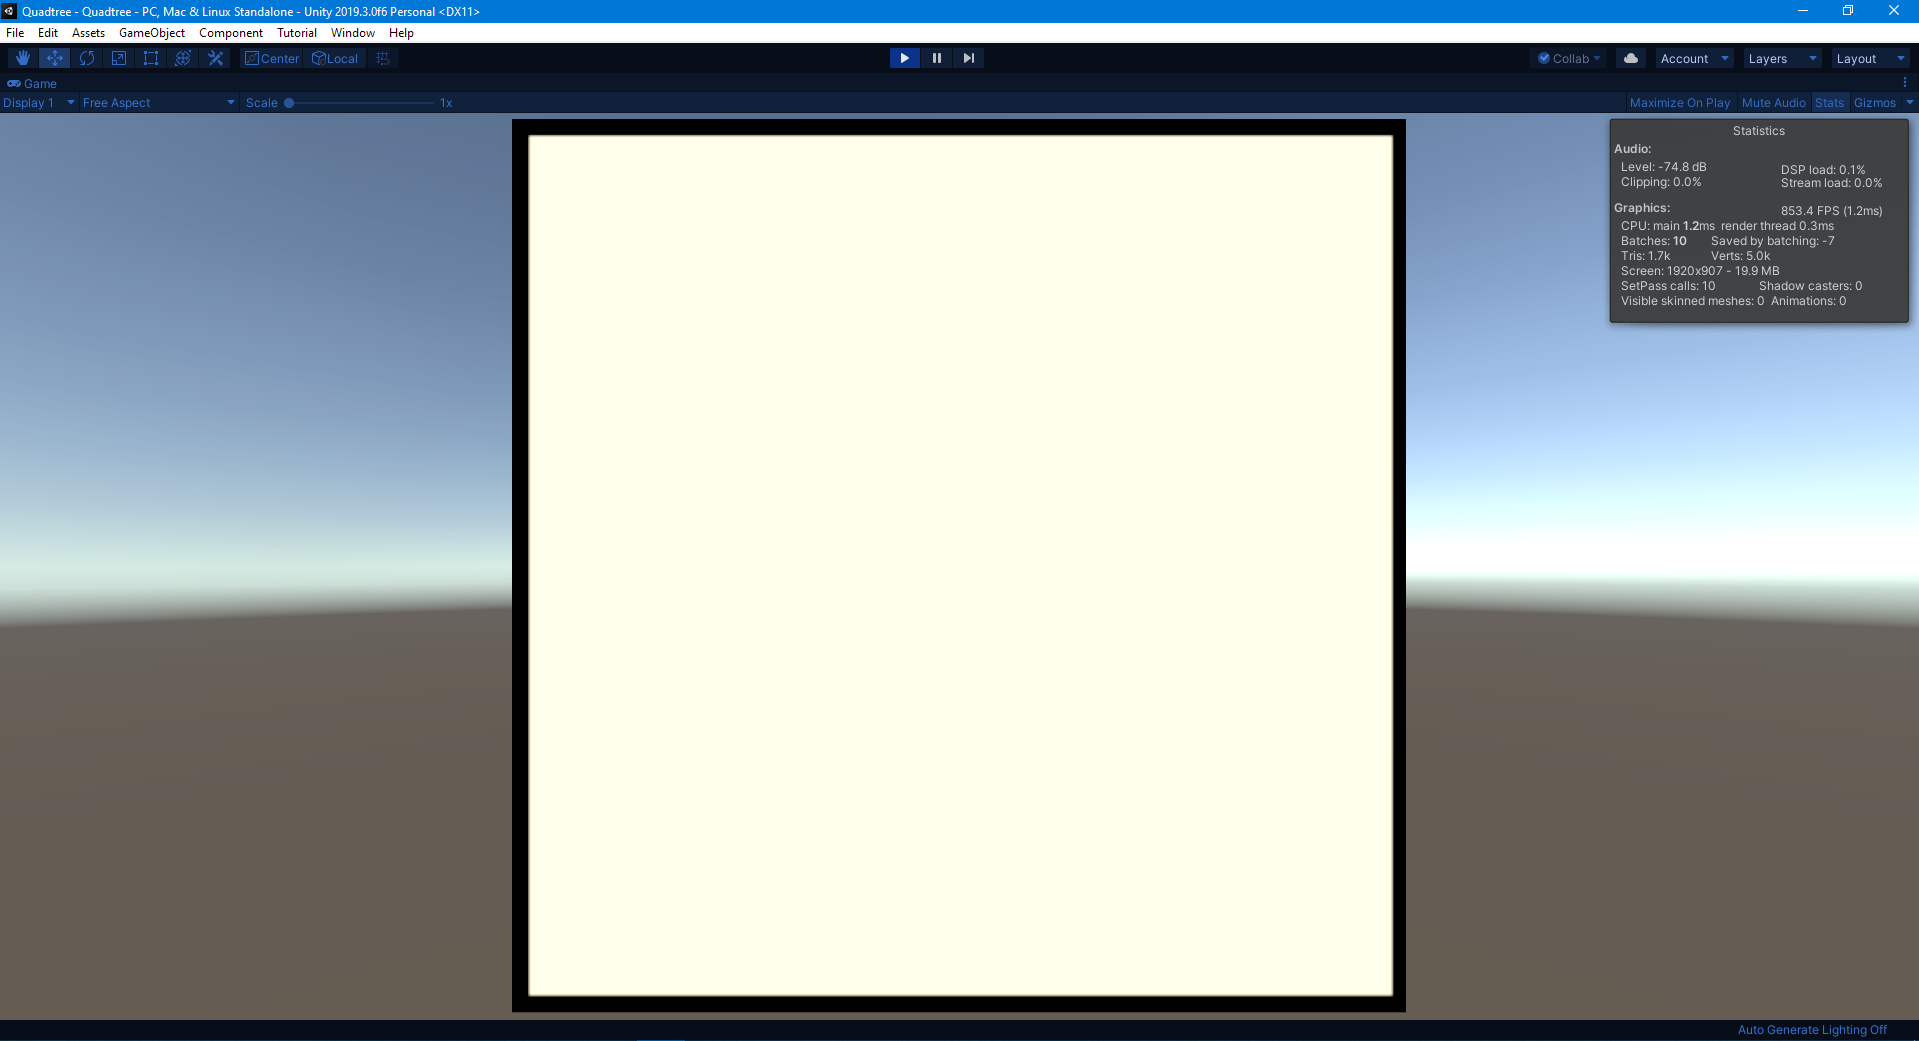 Quadtree - Quadtree - PC, Mac & Linux Standalone - Unity 2019.3.0f6 Personal <DX11>
File Edit Assets GameObject Component Tutorial Window Help
Center Local Collab Account Layers Layout
Game
Display 1 Free Aspect Scale 1x Maximize On Play Mute Audio Stats Gizmos
Statistics
Audio:
Level: -74.8 dB DSP load: 0.1%
Clipping: 0.0% Stream load: 0.0%
Graphics: 853.4 FPS (1.2ms)
CPU: main 1.2ms render thread 0.3ms
Batches: 10 Saved by batching: -7
Tris: 1.7k Verts: 5.0k
Screen: 1920x907 - 19.9 MB
SetPass calls: 10 Shadow casters: 0
Visible skinned meshes: 0 Animations: 0
Auto Generate Lighting Off